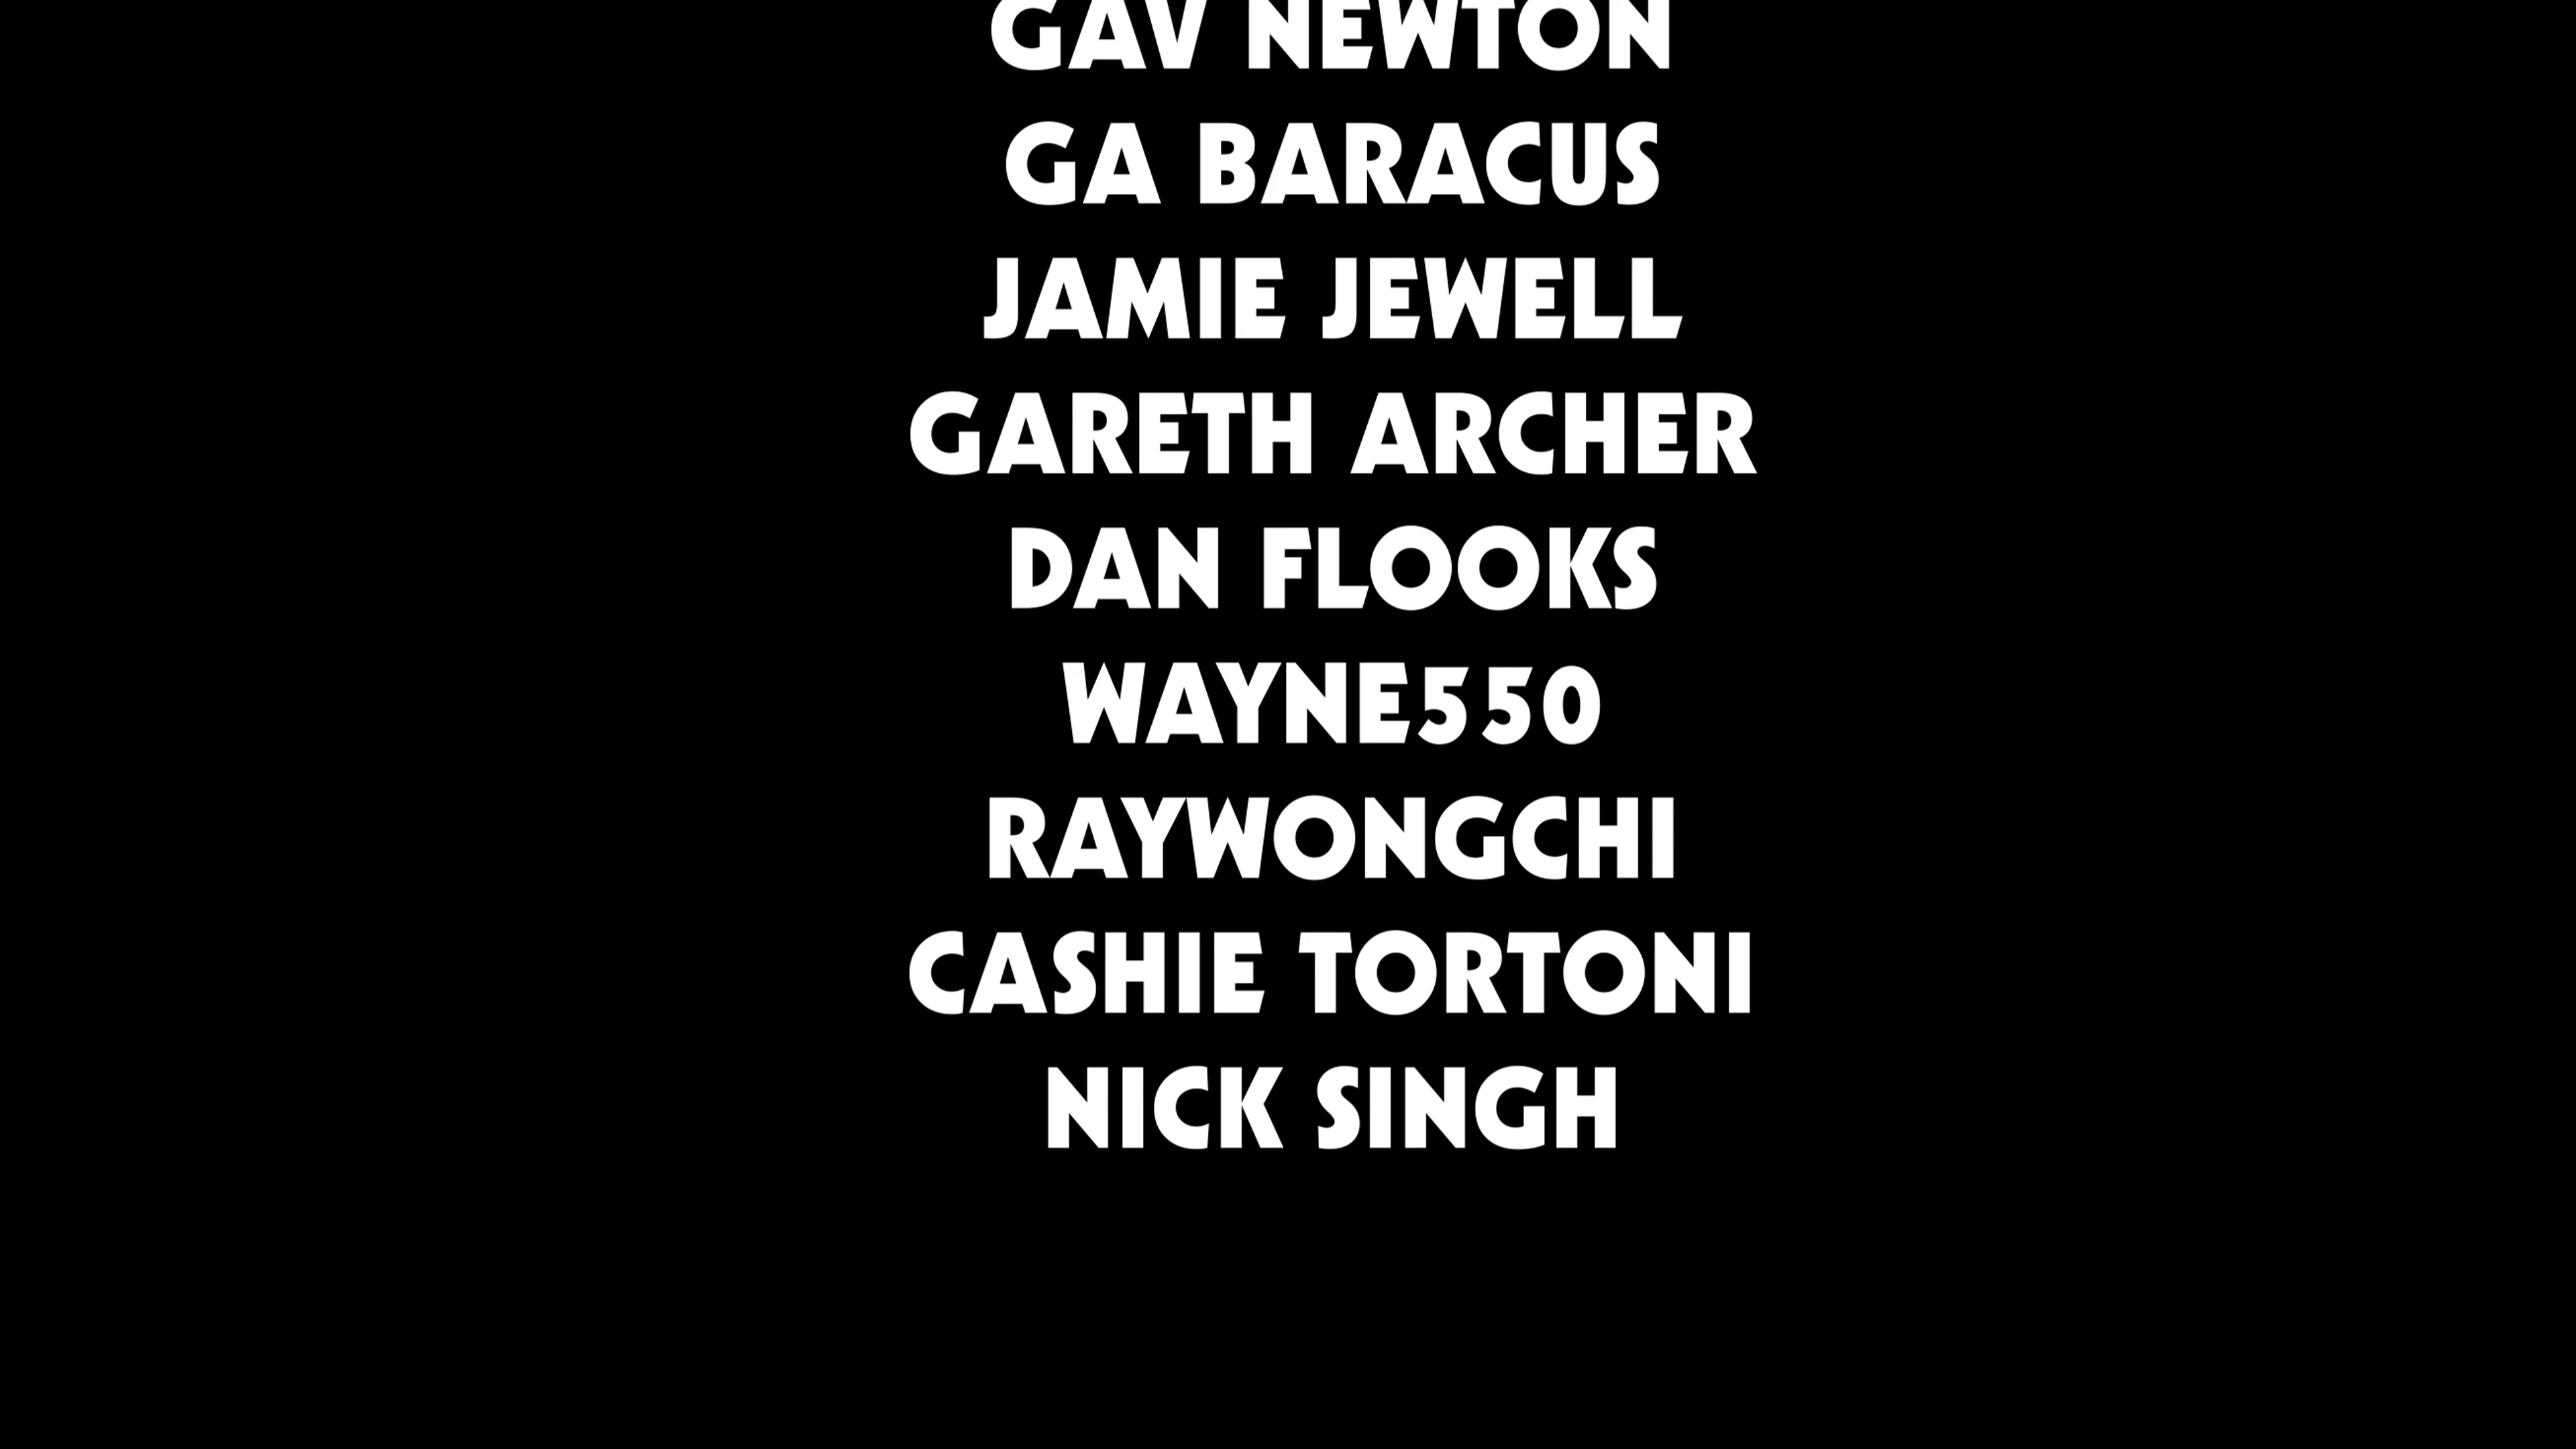 GAV NEWTON
GA BARACUS
JAMIE JEWELL
GARETH ARCHER
DAN FLOOKS
WAYNE550
RAYWONGCHI
CASHIE TORTONI
NICK SINGH